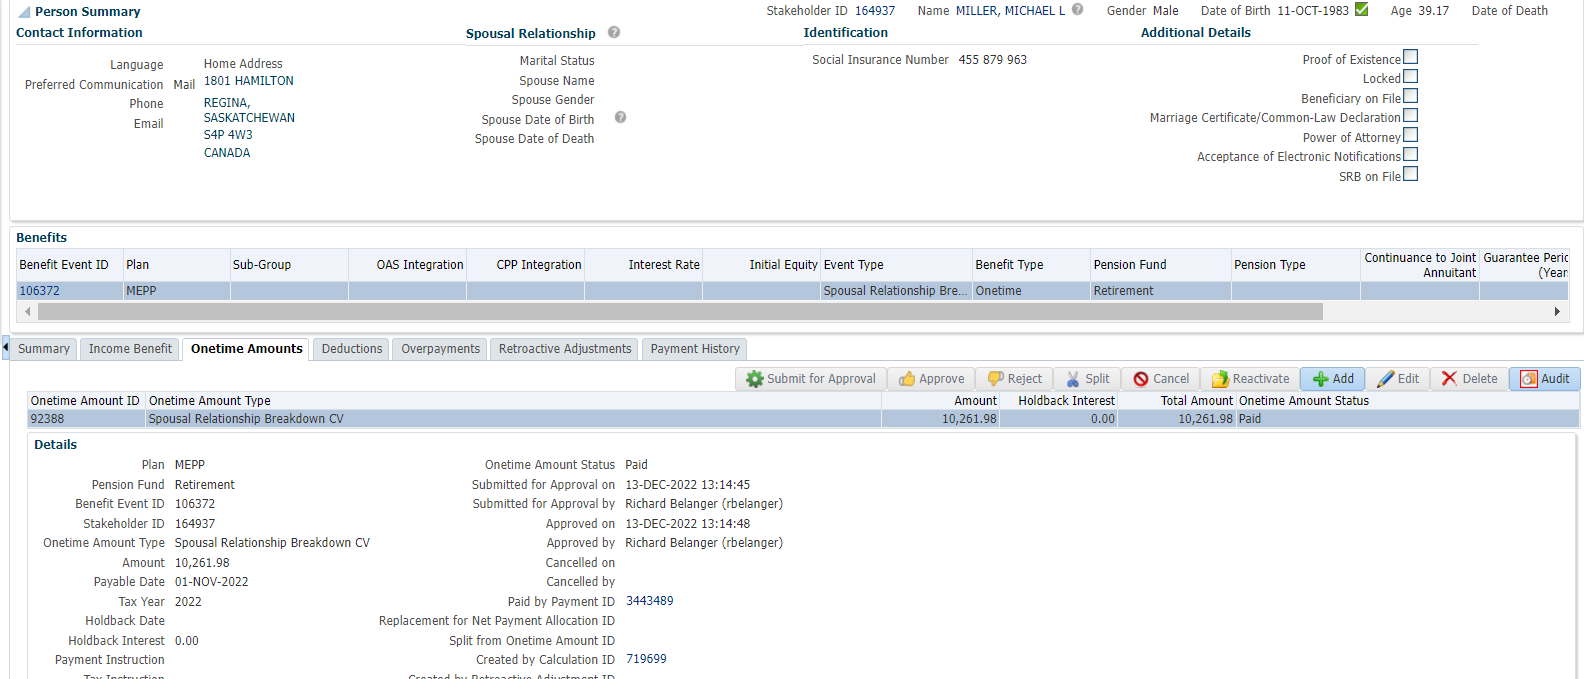 Person Summary
Stakeholder ID 164937 Name MILLER, MICHAEL L Gender Male Date of Birth 11-OCT-1983 Age 39.17 Date of Death
Contact Information
Language
Preferred Communication Mail
Phone
Email
Home Address
1801 HAMILTON
REGINA,
SASKATCHEWAN
S4P 4W3
CANADA
Spousal Relationship
Marital Status
Spouse Name
Spouse Gender
Spouse Date of Birth
Spouse Date of Death
Identification
Social Insurance Number 455 879 963
Additional Details
Proof of Existence
Locked
Beneficiary on File
Marriage Certificate/Common-Law Declaration
Power of Attorney
Acceptance of Electronic Notifications
SRB on File
Benefits
Benefit Event ID Plan Sub-Group OAS Integration CPP Integration Interest Rate Initial Equity Event Type Benefit Type Pension Fund Pension Type Continuance to Joint Annuitant Guarantee Peric (Year
106372 MEPP Spousal Relationship Bre... Onetime Retirement
Summary Income Benefit Onetime Amounts Deductions Overpayments Retroactive Adjustments Payment History
Submit for Approval Approve Reject Split Cancel Reactivate Add Edit Delete Audit
Onetime Amount ID Onetime Amount Type Amount Holdback Interest Total Amount Onetime Amount Status
92388 Spousal Relationship Breakdown CV 10,261.98 0.00 10,261.98 Paid
Details
Plan MEPP
Pension Fund Retirement
Benefit Event ID 106372
Stakeholder ID 164937
Onetime Amount Type Spousal Relationship Breakdown CV
Amount 10,261.98
Payable Date 01-NOV-2022
Tax Year 2022
Holdback Date
Holdback Interest 0.00
Payment Instruction
Tax Instruction
Onetime Amount Status Paid
Submitted for Approval on 13-DEC-2022 13:14:45
Submitted for Approval by Richard Belanger (rbelanger)
Approved on 13-DEC-2022 13:14:48
Approved by Richard Belanger (rbelanger)
Cancelled on
Cancelled by
Paid by Payment ID 3443489
Replacement for Net Payment Allocation ID
Split from Onetime Amount ID
Created by Calculation ID 719699
Created by Retroactive Adjustment ID